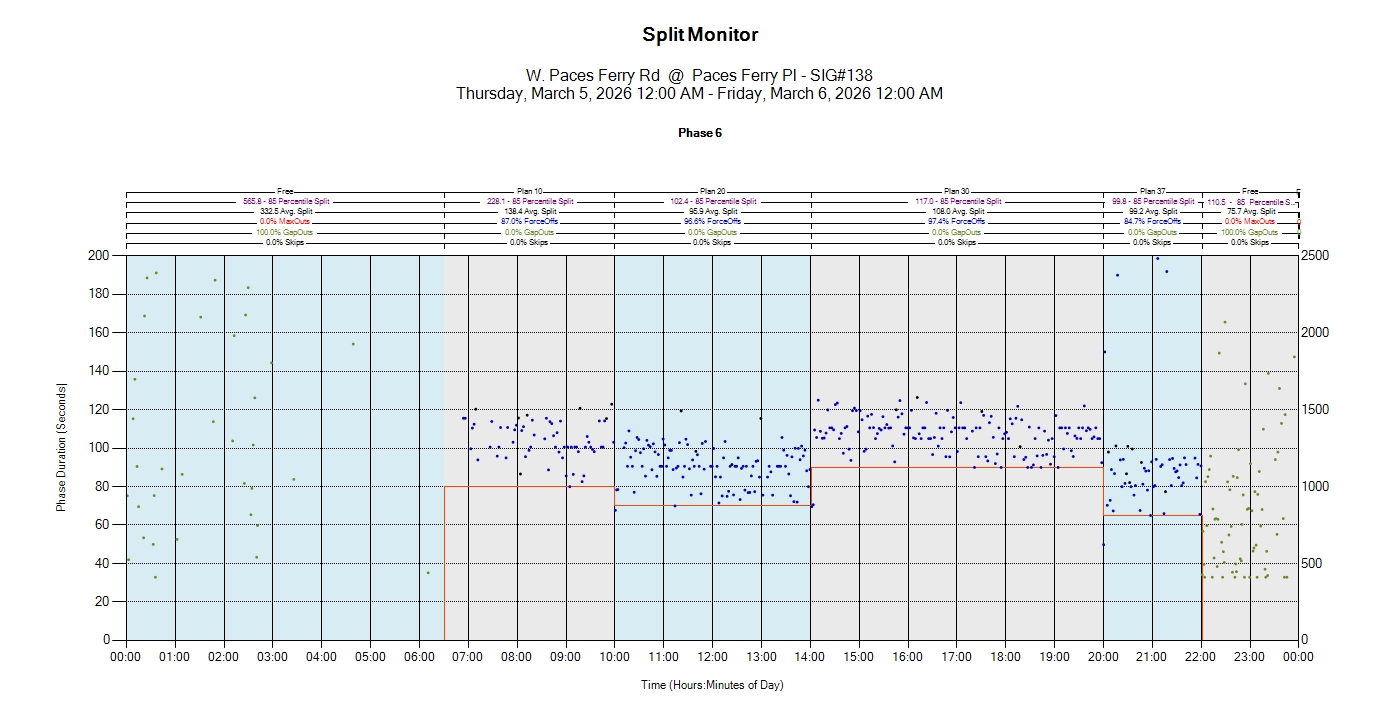 Split Monitor
W. Paces Ferry Rd @ Paces Ferry Pl - SIG#138
Thursday, March 5, 2026 12:00 AM - Friday, March 6, 2026 12:00 AM
Phase 6
Free Plan 10 Plan 20 Plan 30 Plan 37 Free
565.8 - 85 Percentile Split 228.1 - 85 Percentile Split 102.4 - 85 Percentile Split 117.0 - 85 Percentile Split 99.8 - 85 Percentile Split 110.5 - 85 Percentile S...
332.5 Avg. Split 138.4 Avg. Split 95.9 Avg. Split 108.0 Avg. Split 99.2 Avg. Split 75.7 Avg. Split
0.0% MaxOuts 87.0% ForceOffs 96.6% ForceOffs 97.4% ForceOffs 84.7% ForceOffs 0.0% MaxOuts
100.0% GapOuts 0.0% GapOuts 0.0% GapOuts 0.0% GapOuts 0.0% GapOuts 100.0% GapOuts
0.0% Skips 0.0% Skips 0.0% Skips 0.0% Skips 0.0% Skips 0.0% Skips
200 2500
180
160 2000
140
120 1500
100
80 1000
60
40 500
20
0 0
Phase Duration [Seconds]
00:00 01:00 02:00 03:00 04:00 05:00 06:00 07:00 08:00 09:00 10:00 11:00 12:00 13:00 14:00 15:00 16:00 17:00 18:00 19:00 20:00 21:00 22:00 23:00 00:00
Time (Hours:Minutes of Day)